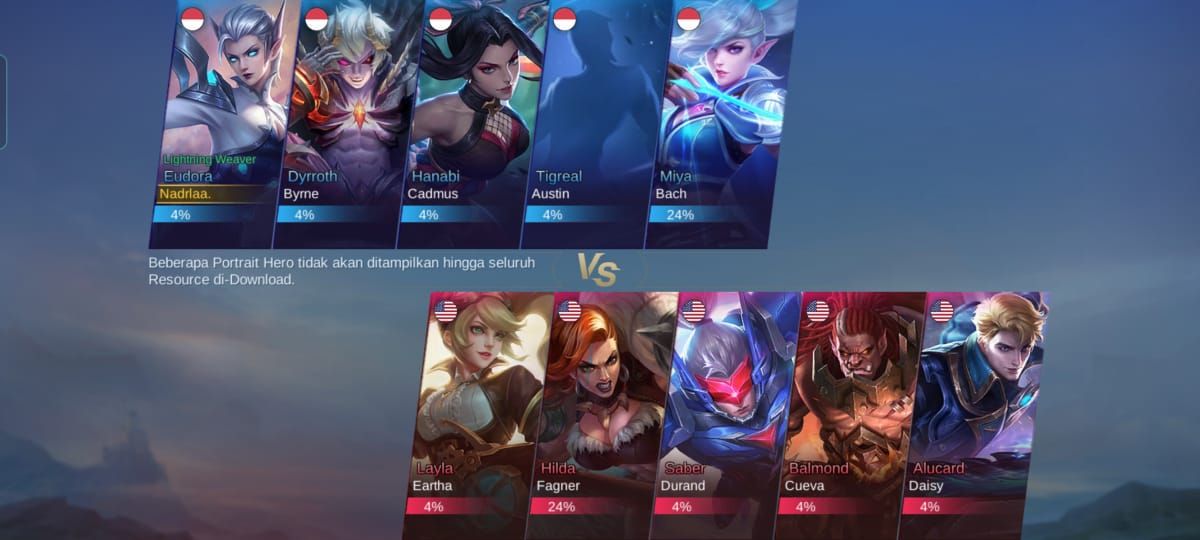 Lightning Weaver
Eudora
Nadrlaa.
4%
Dyrroth
Byrne
4%
Hanabi
Cadmus
4%
Tigreal
Austin
4%
Miya
Bach
24%
Beberapa Portrait Hero tidak akan ditampilkan hingga seluruh
Resource di-Download.
VS
Layla
Eartha
4%
Hilda
Fagner
24%
Saber
Durand
4%
Balmond
Cueva
4%
Alucard
Daisy
4%